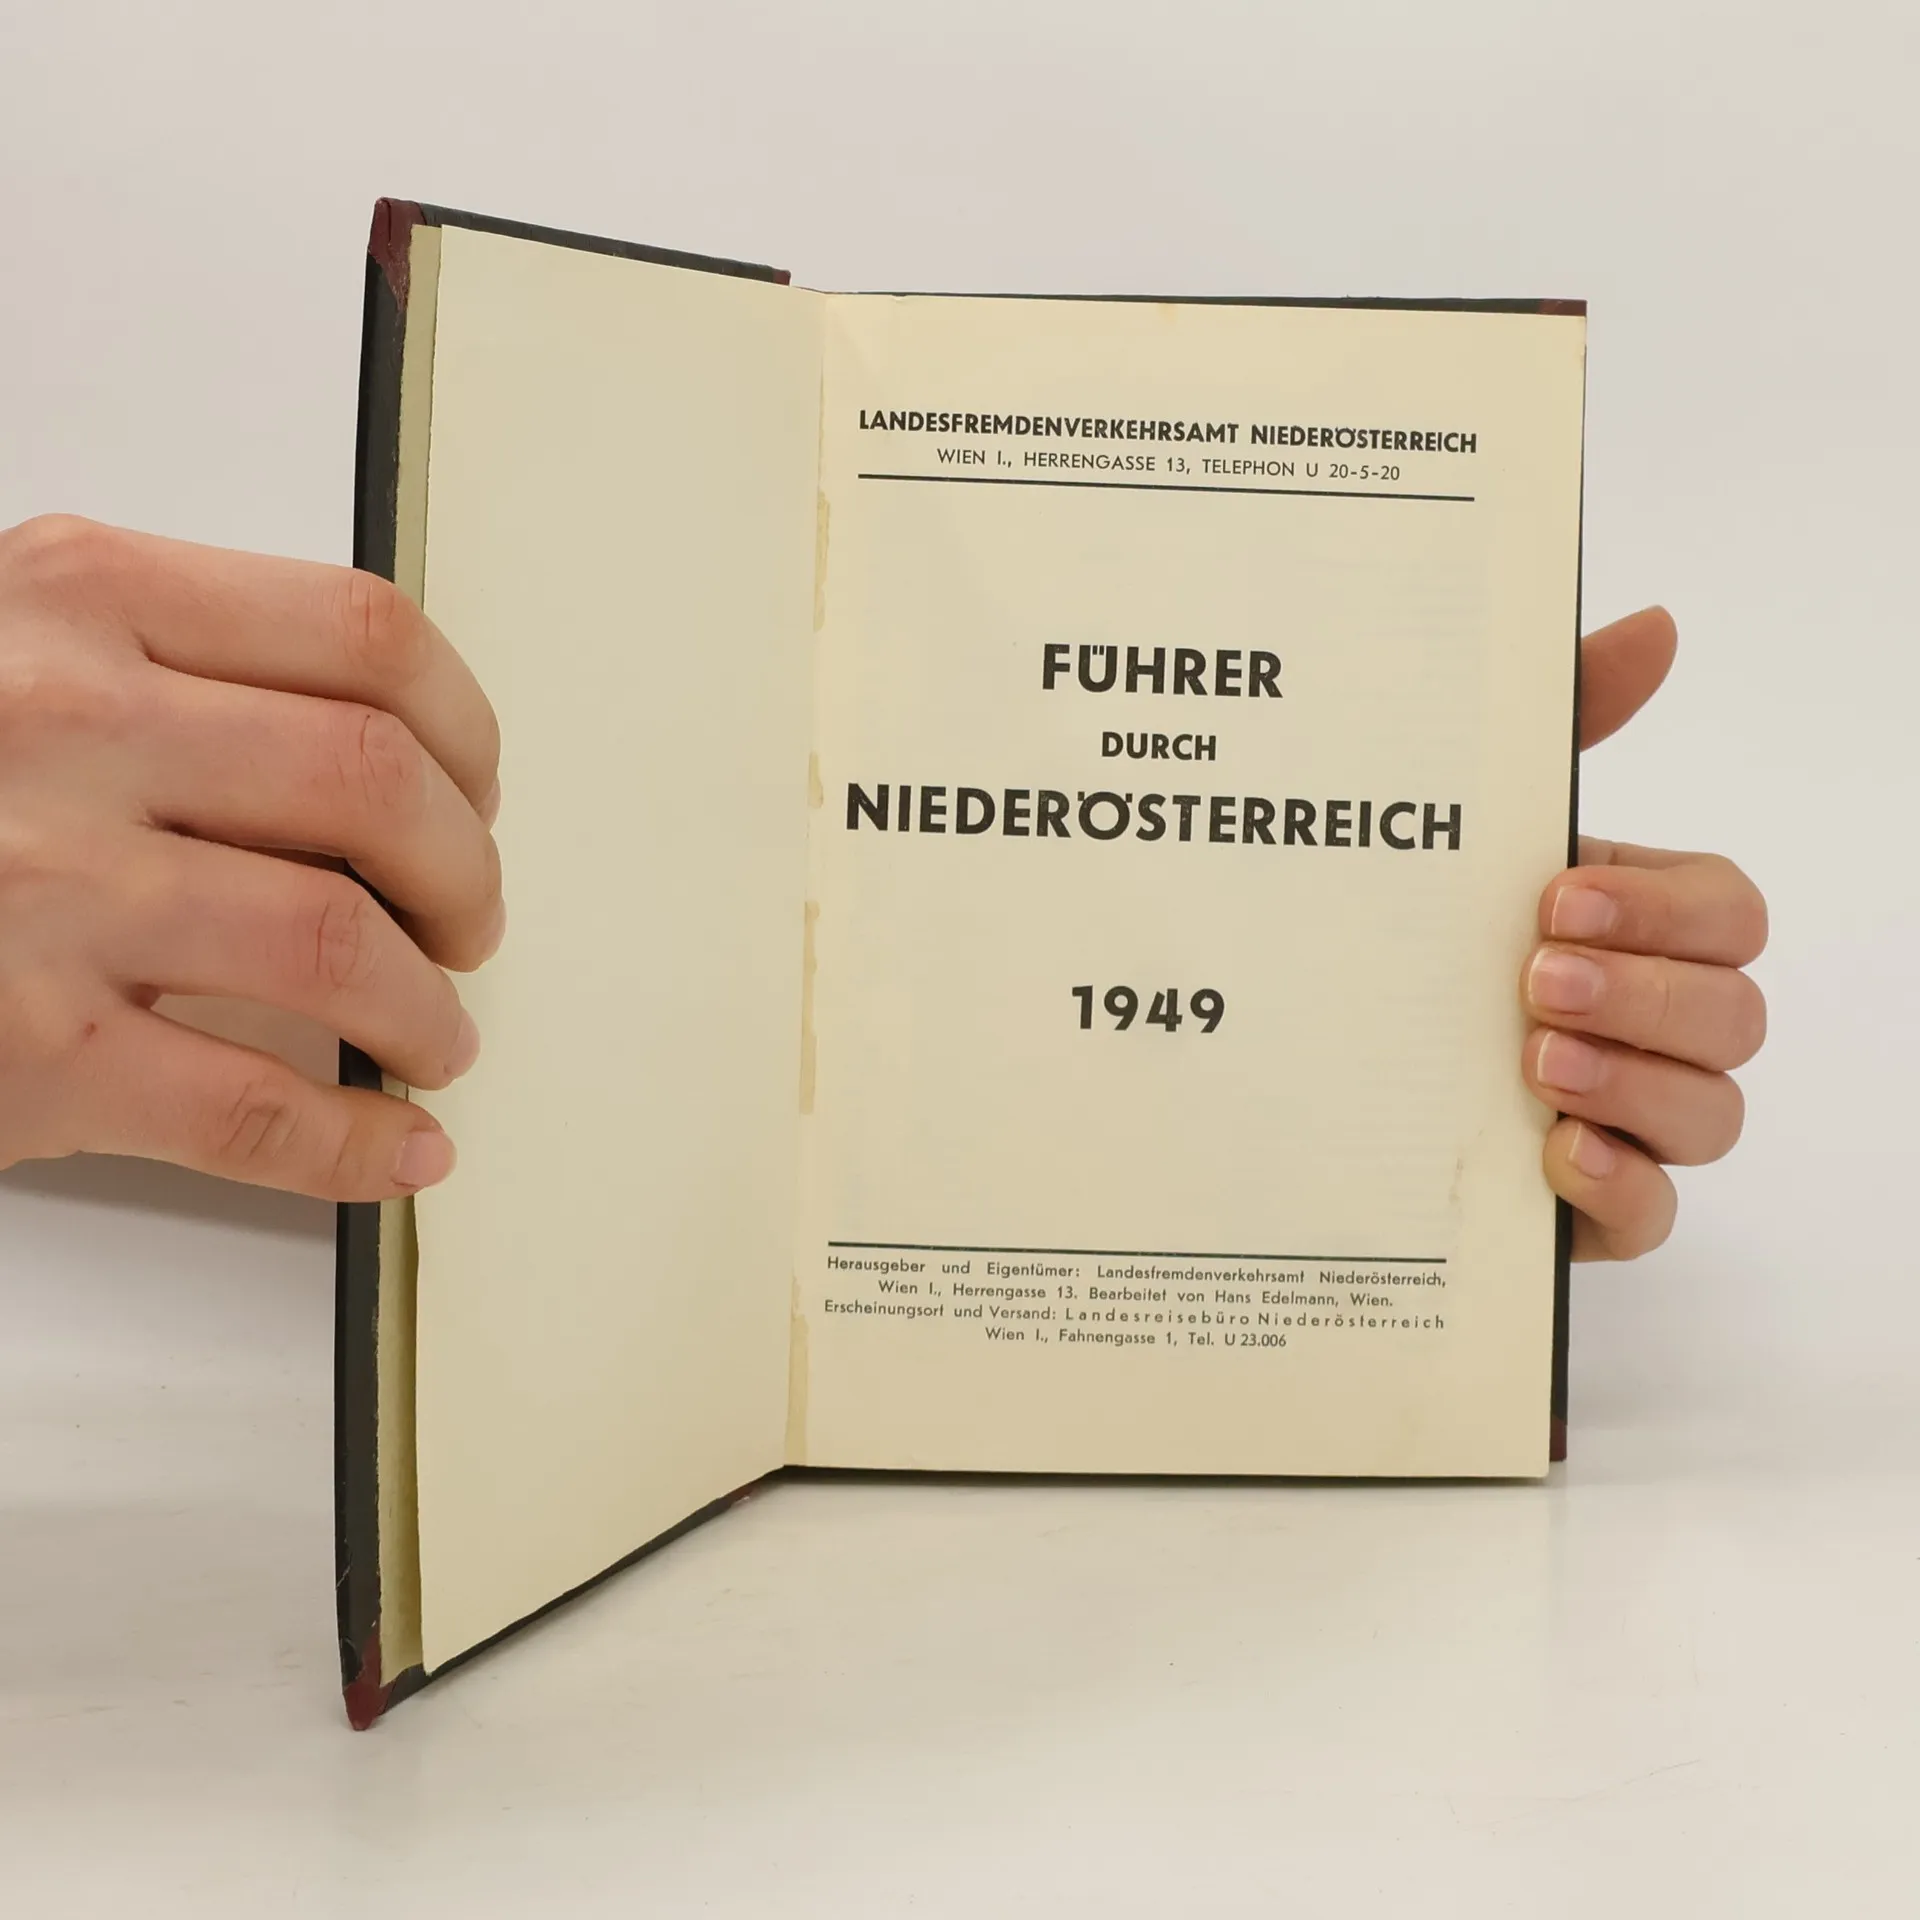 LANDESFREMDENVERKEHRSAMT NIEDERÖSTERREICH
WIEN I., HERRENGASSE 13, TELEPHON U 20-5-20
FÜHRER
DURCH
NIEDERÖSTERREICH
1949
Herausgeber und Eigentümer: Landesfremdenverkehrsamt Niederösterreich,
Wien I., Herrengasse 13. Bearbeitet von Hans Edelmann, Wien.
Erscheinungsort und Versand: Landesreisebüro Niederösterreich
Wien I., Fahnengasse 1, Tel. U 23.006